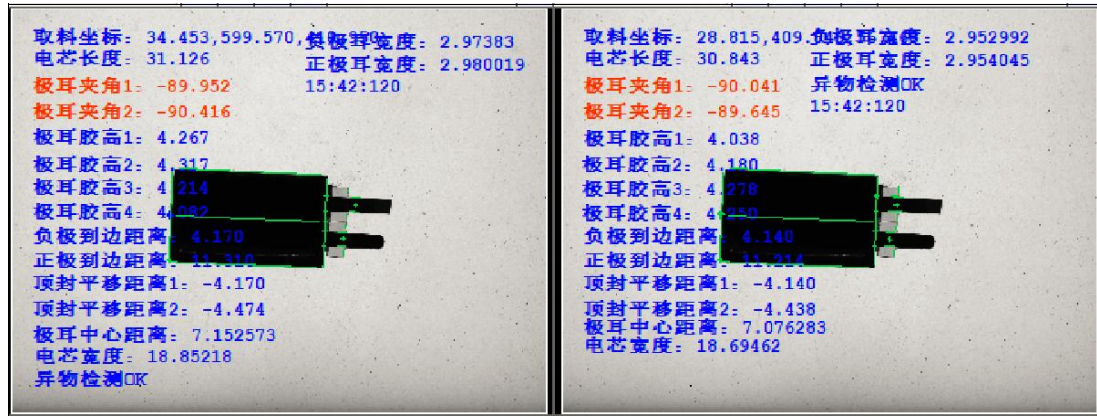 取料坐标: 34.453,599.570,
负极耳宽度: 2.97383
电芯长度: 31.126
正极耳宽度: 2.980019
极耳夹角1: -89.952
15:42:120
极耳夹角2: -90.416
极耳胶高1: 4.267
极耳胶高2: 4.317
极耳胶高3: 4.214
极耳胶高4: 4.082
负极到边距离: 4.170
正极到边距离: 11.310
顶封平移距离1: -4.170
顶封平移距离2: -4.474
极耳中心距离: 7.152573
电芯宽度: 18.85218
异物检测OK
取料坐标: 28.815,409.
负极耳宽度: 2.952992
电芯长度: 30.843
正极耳宽度: 2.954045
极耳夹角1: -90.041
异物检测OK
极耳夹角2: -89.645
15:42:120
极耳胶高1: 4.038
极耳胶高2: 4.180
极耳胶高3: 4.278
极耳胶高4: 4.250
负极到边距离: 4.140
正极到边距离: 11.214
顶封平移距离1: -4.140
顶封平移距离2: -4.438
极耳中心距离: 7.076283
电芯宽度: 18.69462